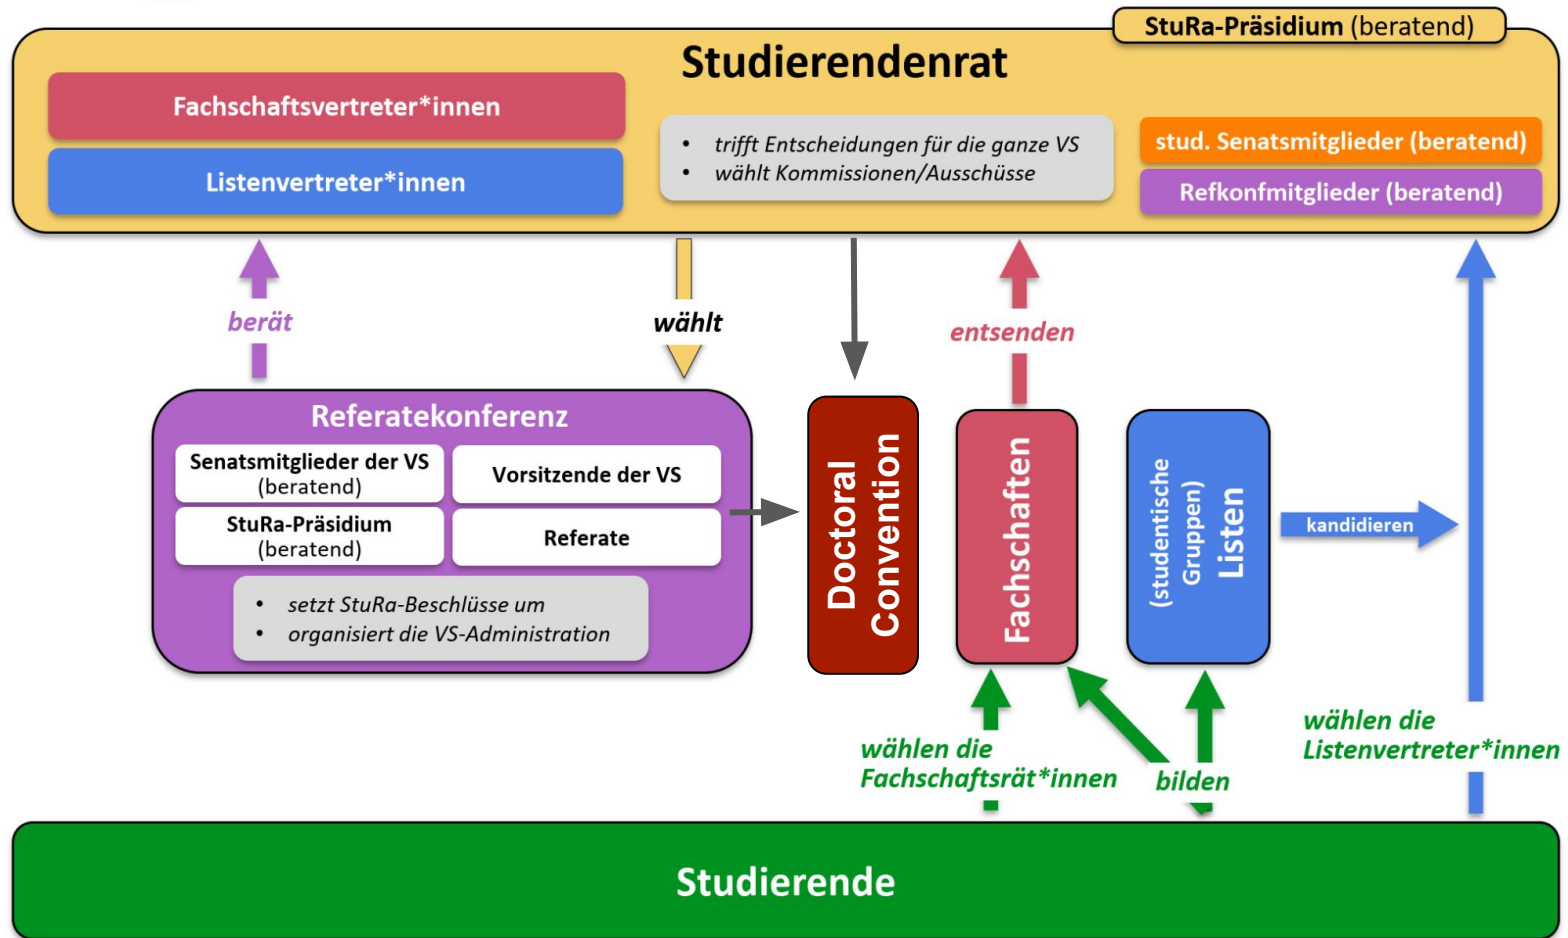 StuRa-Präsidium (beratend)
Studierendenrat
Fachschaftsvertreter*innen
Listenvertreter*innen
• trifft Entscheidungen für die ganze VS
• wählt Kommissionen/Ausschüsse
stud. Senatsmitglieder (beratend)
Refkonfmitglieder (beratend)
berät
wählt
entsenden
Referatekonferenz
Senatsmitglieder der VS
(beratend)
Vorsitzende der VS
StuRa-Präsidium
(beratend)
Referate
• setzt StuRa-Beschlüsse um
• organisiert die VS-Administration
Doctoral
Convention
Fachschaften
(studentische
Gruppen)
Listen
kandidieren
wählen die
Fachschaftsrät*innen
bilden
wählen die
Listenvertreter*innen
Studierende